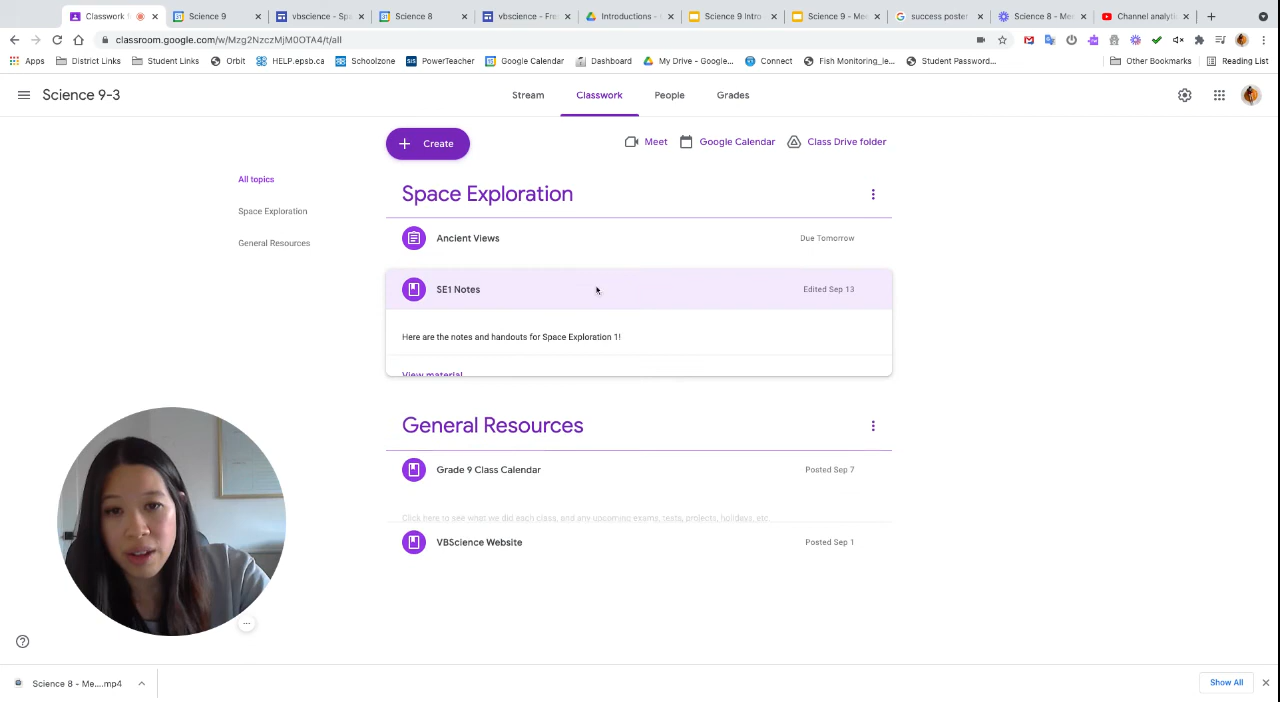 Classwork f
Science 9
vbscience - Spa
Science 8
vbscience - Fre
Introductions -
Science 9 Intro
Science 9 - Mee
success poster
Science 8 - Mer
Channel analytic
classroom.google.com/w/Mzg2NzczMjM0OTA4/t/all
Apps
District Links
Student Links
Orbit
HELP.epsb.ca
Schoolzone
PowerTeacher
Google Calendar
Dashboard
My Drive - Google...
Connect
Fish Monitoring_le...
Student Password...
Other Bookmarks
Reading List
Science 9-3
Stream
Classwork
People
Grades
Create
Meet
Google Calendar
Class Drive folder
All topics
Space Exploration
General Resources
Space Exploration
Ancient Views
Due Tomorrow
SE1 Notes
Edited Sep 13
Here are the notes and handouts for Space Exploration 1!
View material
General Resources
Grade 9 Class Calendar
Posted Sep 7
Click here to see what we did each class, and any upcoming exams, tests, projects, holidays, etc.
VBScience Website
Posted Sep 1
Science 8 - Me....mp4
Show All